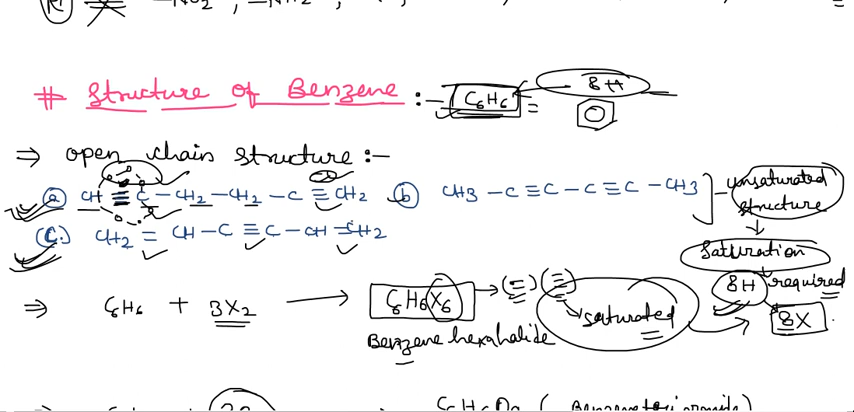 # Structure of Benzene :- C6H6 = 8H
⇒ open chain structure :-
(a) CH ≡ C - CH2 - CH2 - C ≡ CH2 (b) CH3 - C ≡ C - C ≡ C - CH3 unsaturated structure
(c.) CH2 = CH - C ≡ C - CH = CH2 ↓ Saturation
⇒ C6H6 + 3X2 → C6H6X6 → (=) (≡) saturated → 8H required
Benzene hexahalide 8X